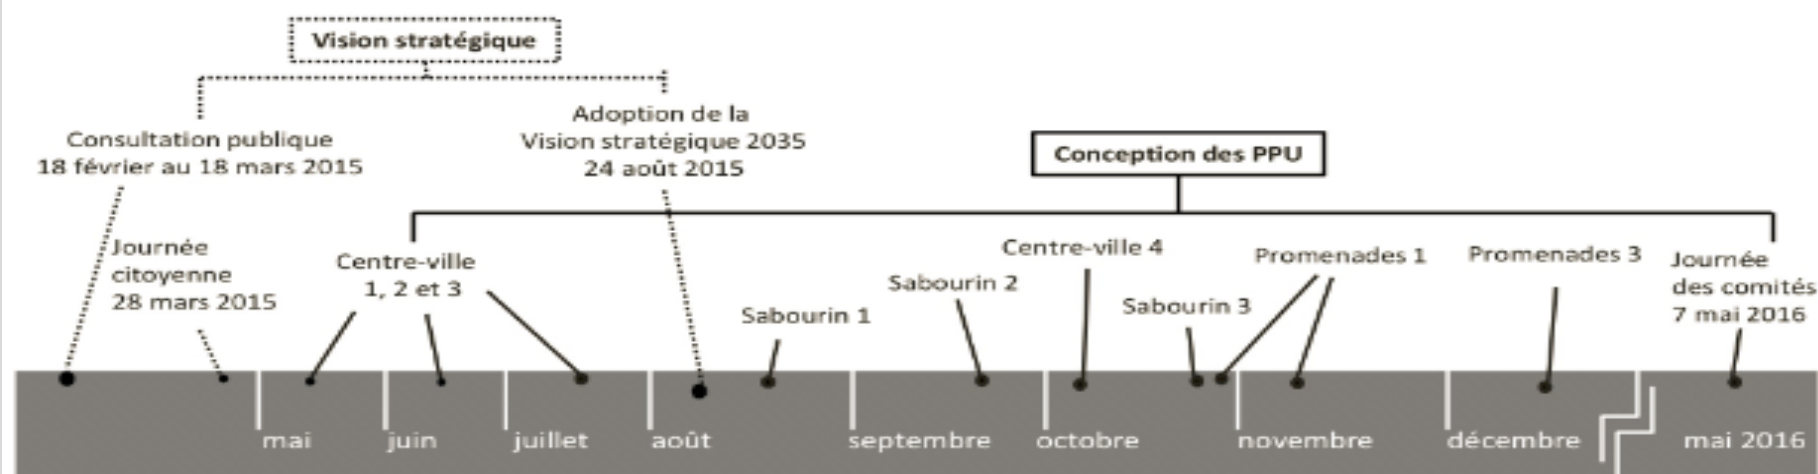 Vision stratégique
Consultation publique
18 février au 18 mars 2015
Adoption de la
Vision stratégique 2035
24 août 2015
Conception des PPU
Journée
citoyenne
28 mars 2015
Centre-ville
1, 2 et 3
Sabourin 1
Sabourin 2
Centre-ville 4
Sabourin 3
Promenades 1
Promenades 3
Journée
des comités
7 mai 2016
mai
juin
juillet
août
septembre
octobre
novembre
décembre
mai 2016